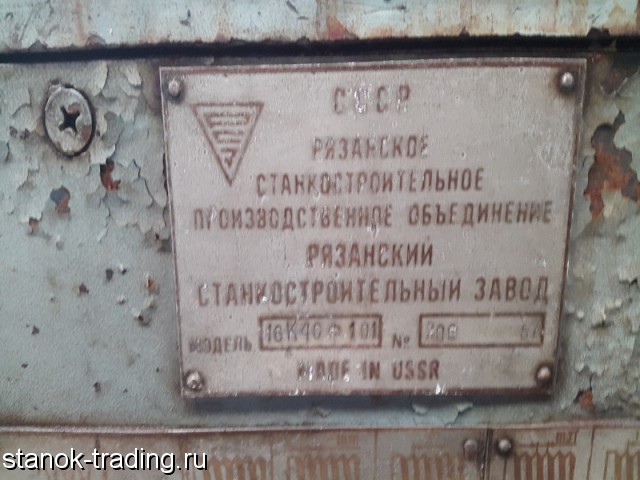 СССР
РЯЗАНСКОЕ
СТАНКОСТРОИТЕЛЬНОЕ
ПРОИЗВОДСТВЕННОЕ ОБЪЕДИНЕНИЕ
РЯЗАНСКИЙ
СТАНКОСТРОИТЕЛЬНЫЙ ЗАВОД
МОДЕЛЬ 16К40Ф101 №
MADE IN USSR
stanok-trading.ru